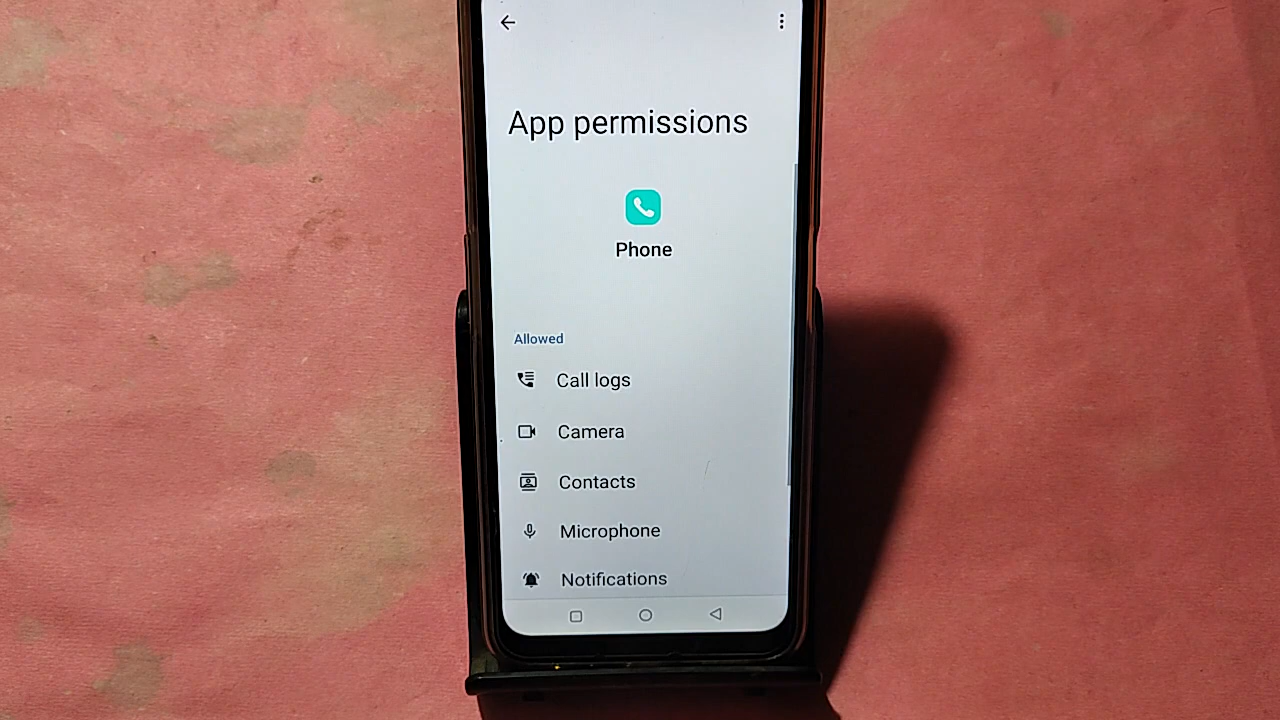 App permissions
Phone
Allowed
Call logs
Camera
Contacts
Microphone
Notifications